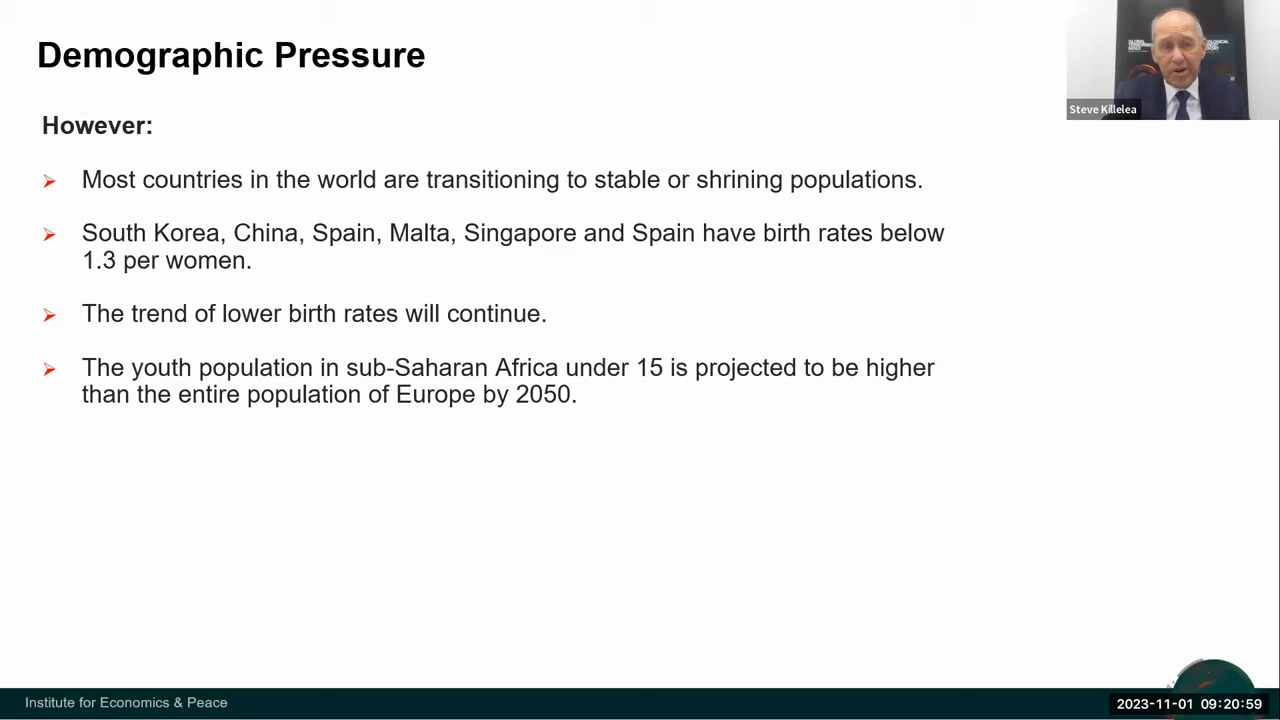 Demographic Pressure
However:
Most countries in the world are transitioning to stable or shrining populations.
South Korea, China, Spain, Malta, Singapore and Spain have birth rates below
1.3 per women.
The trend of lower birth rates will continue.
The youth population in sub-Saharan Africa under 15 is projected to be higher
than the entire population of Europe by 2050.
Steve Killelea
Institute for Economics & Peace
2023-11-01 09:20:59